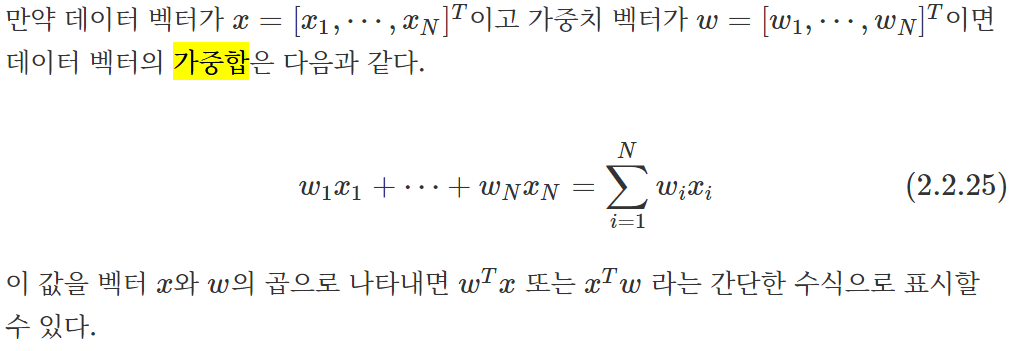 만약 데이터 벡터가 x = [x₁, ⋯ , x_N]ᵀ이고 가중치 벡터가 w = [w₁, ⋯ , w_N]ᵀ이면
데이터 벡터의 가중합은 다음과 같다.
w₁x₁ + ⋯ + w_N x_N = ∑_{i=1}^{N} w_i x_i (2.2.25)
이 값을 벡터 x와 w의 곱으로 나타내면 wᵀx 또는 xᵀw 라는 간단한 수식으로 표시할
수 있다.